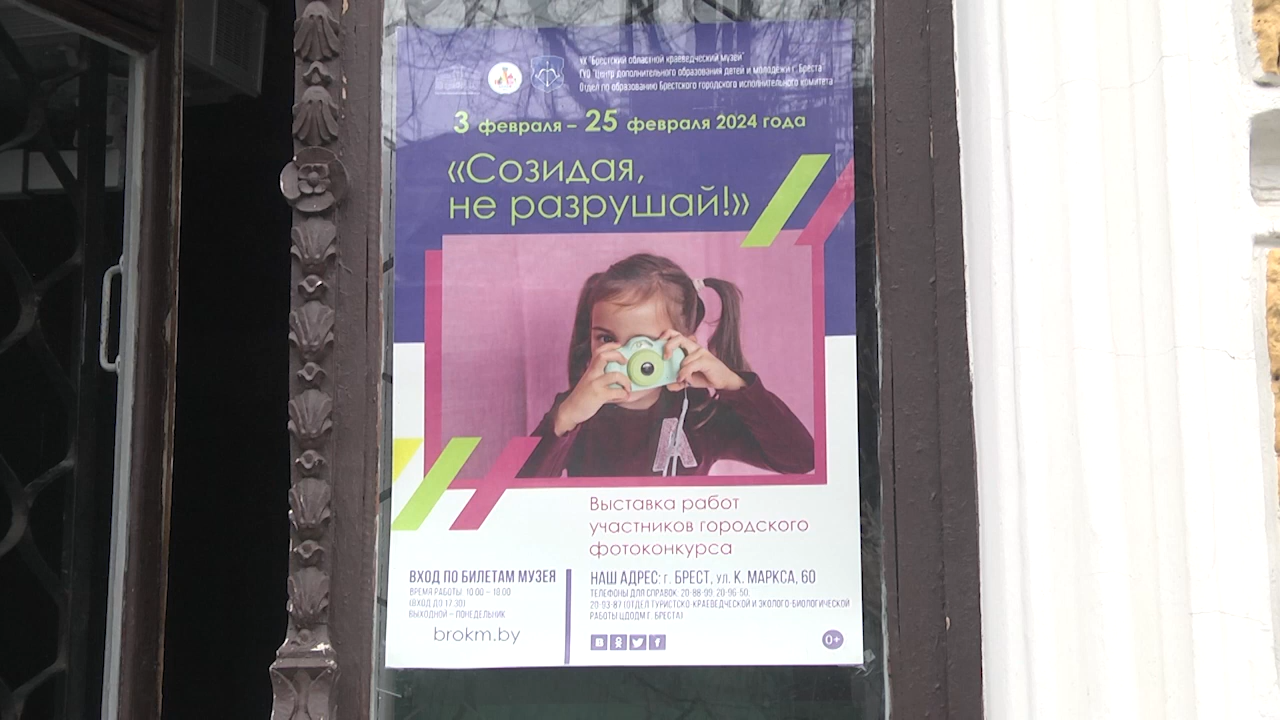 УК "Брестский областной краеведческий музей"
ГУО "Центр дополнительного образования детей и молодёжи г. Бреста"
Отдел по образованию Брестского городского исполнительного комитета
3 февраля – 25 февраля 2024 года
«Созидая,
не разрушай!»
Выставка работ
участников городского
фотоконкурса
ВХОД ПО БИЛЕТАМ МУЗЕЯ
ВРЕМЯ РАБОТЫ: 10.00 – 18.00
(ВХОД ДО 17.30)
ВЫХОДНОЙ – ПОНЕДЕЛЬНИК
brokm.by
НАШ АДРЕС: г. БРЕСТ, ул. К. МАРКСА, 60
ТЕЛЕФОНЫ ДЛЯ СПРАВОК: 20-88-99, 20-96-50,
20-93-87 (ОТДЕЛ ТУРИСТСКО-КРАЕВЕДЧЕСКОЙ И ЭКОЛОГО-БИОЛОГИЧЕСКОЙ
РАБОТЫ ЦДОДМ Г. БРЕСТА)
0+